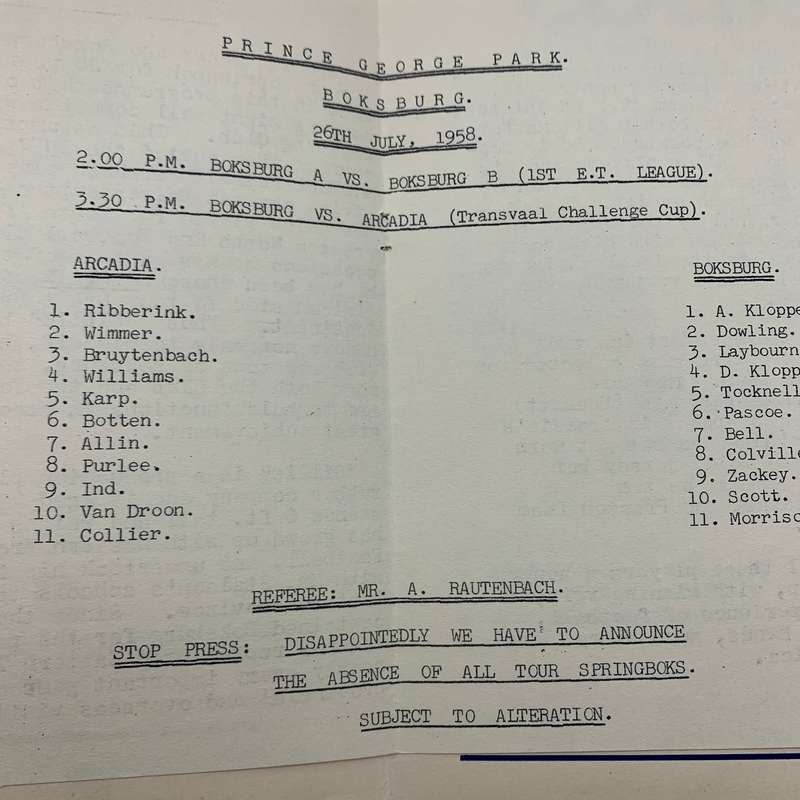 PRINCE GEORGE PARK.
BOKSBURG.
26TH JULY, 1958.
2.00 P.M. BOKSBURG A VS. BOKSBURG B (1ST E.T. LEAGUE).
3.30 P.M. BOKSBURG VS. ARCADIA (Transvaal Challenge Cup).
ARCADIA.
1. Ribberink.
2. Wimmer.
3. Bruytenbach.
4. Williams.
5. Karp.
6. Botten.
7. Allin.
8. Purlee.
9. Ind.
10. Van Droon.
11. Collier.
BOKSBURG.
1. A. Kloppe
2. Dowling.
3. Laybourn
4. D. Klopp
5. Tocknell
6. Pascoe.
7. Bell.
8. Colville
9. Zackey.
10. Scott.
11. Morriso
REFEREE: MR. A. RAUTENBACH.
STOP PRESS: DISAPPOINTEDLY WE HAVE TO ANNOUNCE
THE ABSENCE OF ALL TOUR SPRINGBOKS.
SUBJECT TO ALTERATION.